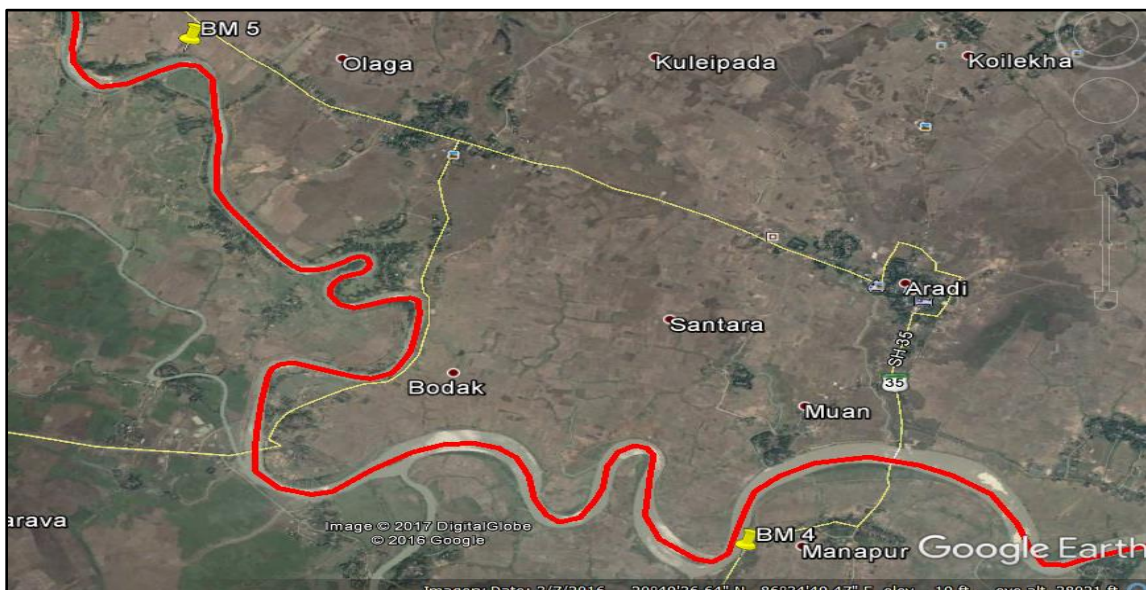 BM 5
Olaga
Kuleipada
Koilekha
Aradi
Santara
SH 35
35
Bodak
Muan
arava
Image © 2017 DigitalGlobe
© 2016 Google
BM 4
Manapur
Google Earth